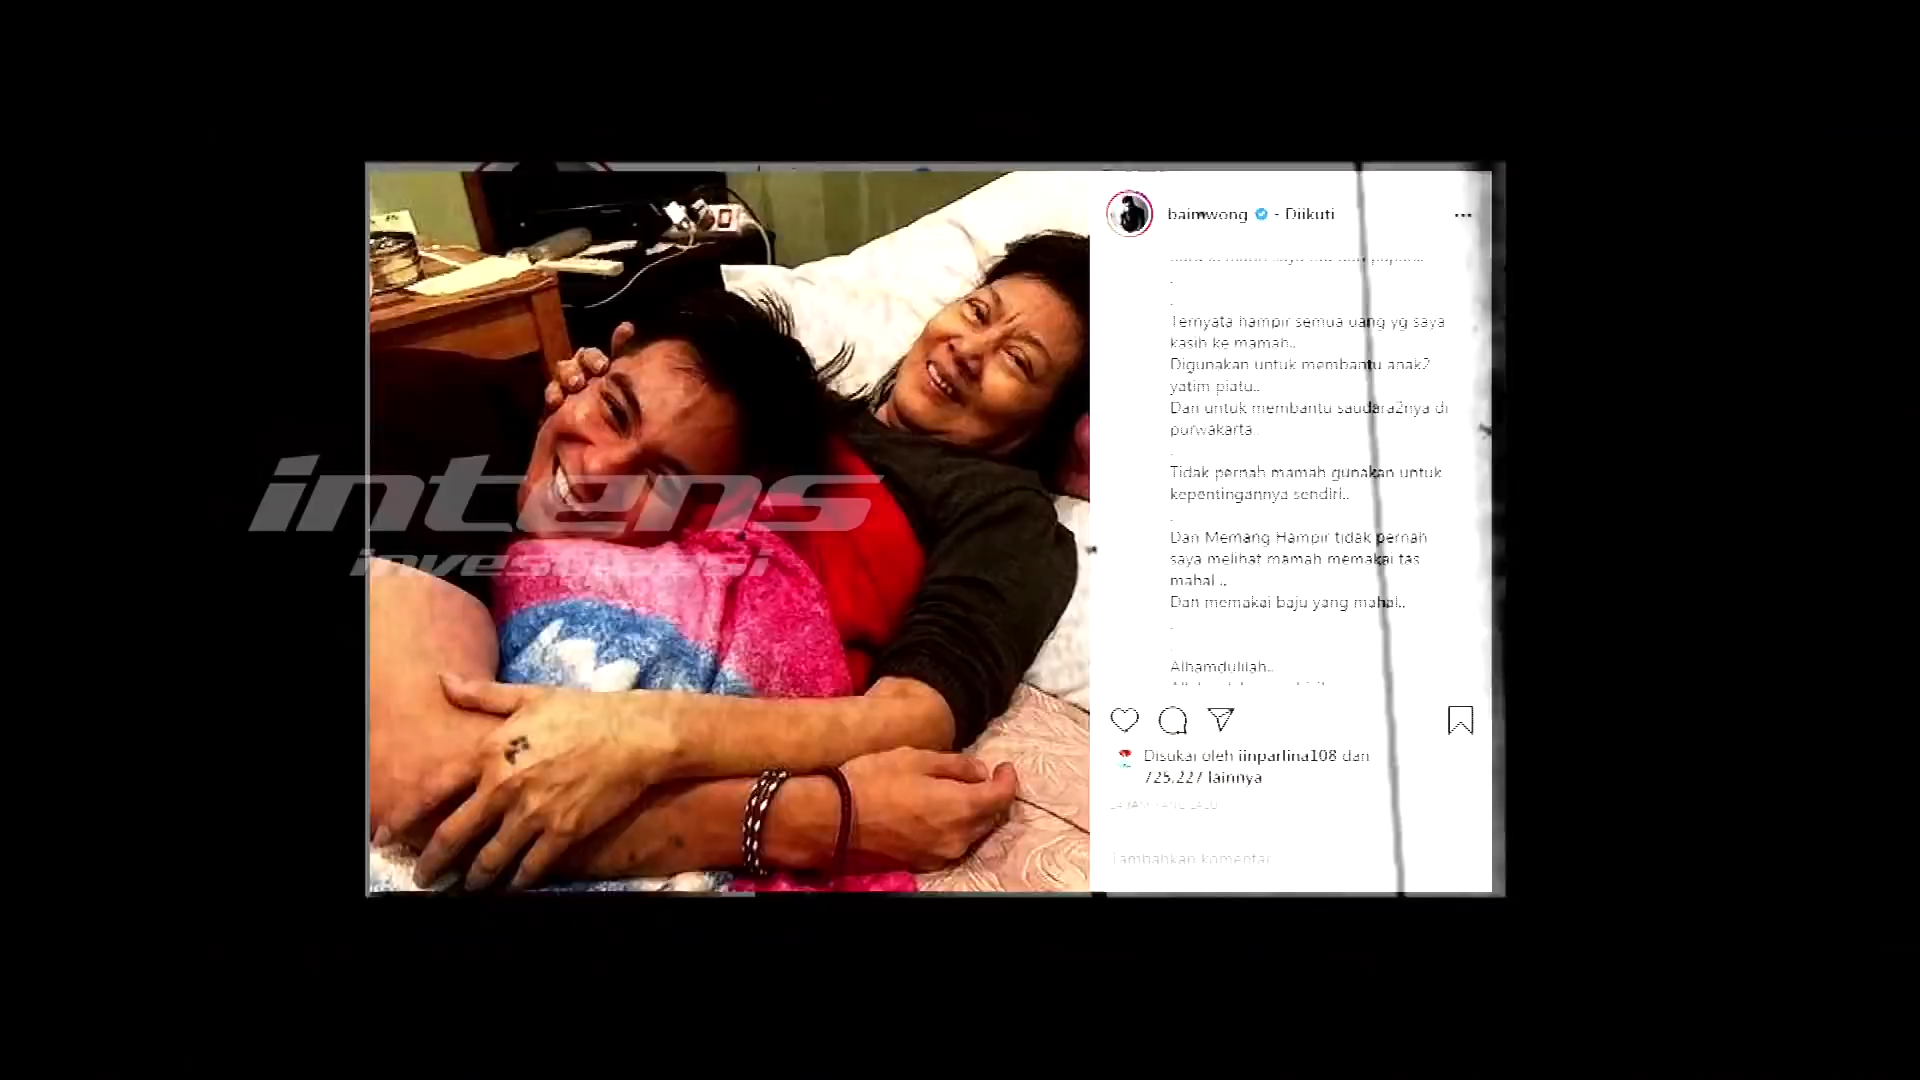 intens
investigasi
baimwong - Diikuti
Ternyata hampir semua uang yg saya
kasih ke mamah..
Digunakan untuk membantu anak2
yatim piatu..
Dan untuk membantu saudara2nya di
purwakarta..
.
Tidak pernah mamah gunakan untuk
kepentingannya sendiri..
.
Dan Memang Hampir tidak pernah
saya melihat mamah memakai tas
mahal ..
Dan memakai baju yang mahal..
.
.
Alhamdulilah..
Disukai oleh iinparlina108 dan
725.227 lainnya
Tambahkan komentar